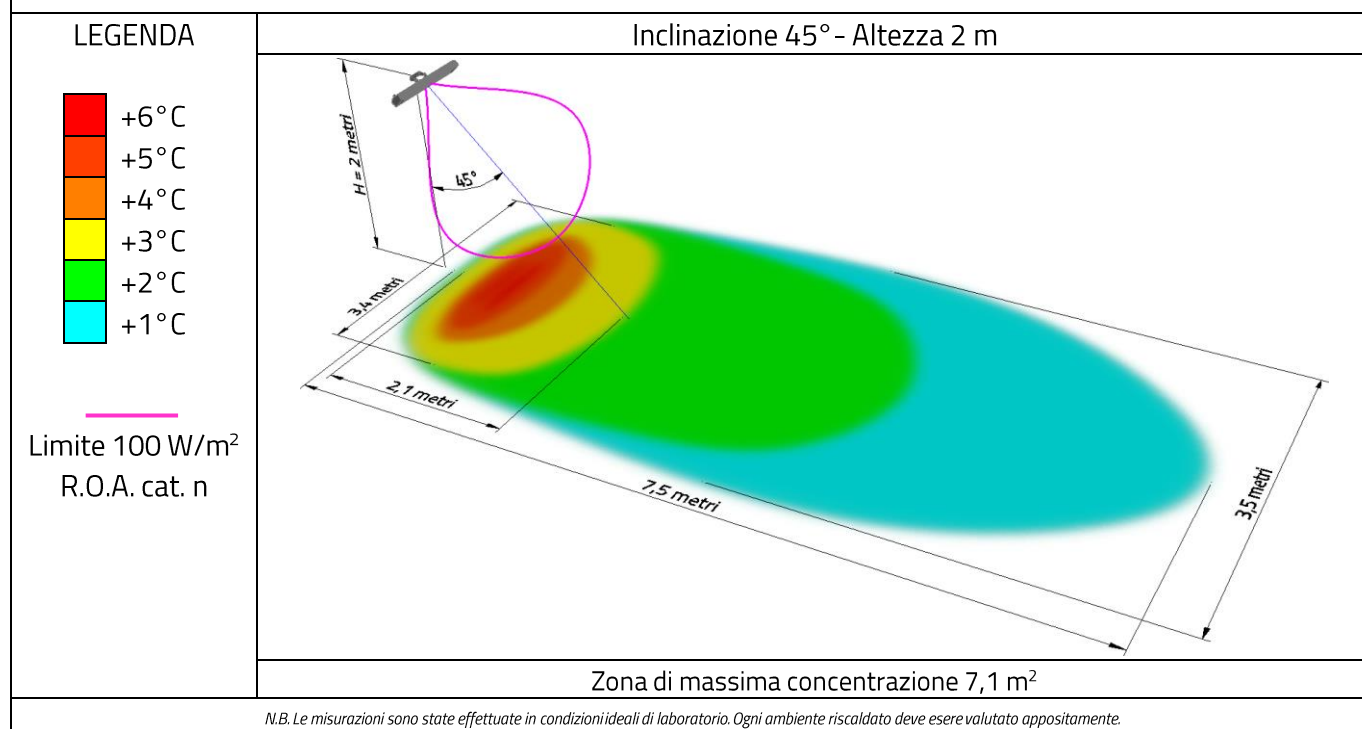 LEGENDA
+6°C
+5°C
+4°C
+3°C
+2°C
+1°C
Limite 100 W/m²
R.O.A. cat. n
Inclinazione 45° - Altezza 2 m
H = 2 metri
45°
3,4 metri
2,1 metri
7,5 metri
3,5 metri
Zona di massima concentrazione 7,1 m²
N.B. Le misurazioni sono state effettuate in condizioni ideali di laboratorio. Ogni ambiente riscaldato deve esere valutato appositamente.